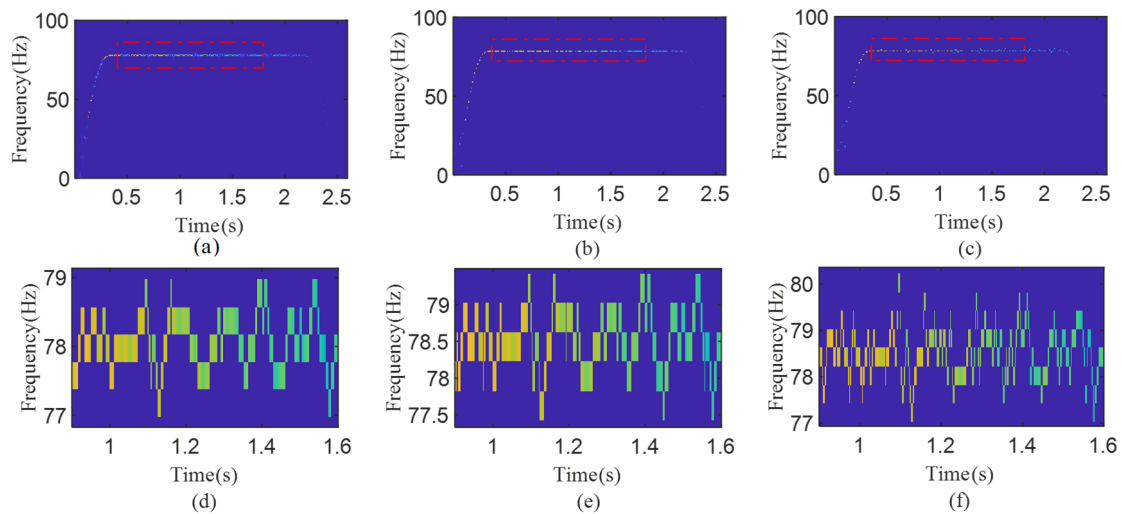 100
50
0
Frequency(Hz)
0.5 1 1.5 2 2.5
Time(s)
(a)
100
50
0
Frequency(Hz)
0.5 1 1.5 2 2.5
Time(s)
(b)
100
50
0
Frequency(Hz)
0.5 1 1.5 2 2.5
Time(s)
(c)
79
78
77
Frequency(Hz)
1 1.2 1.4 1.6
Time(s)
(d)
79
78.5
78
77.5
Frequency(Hz)
1 1.2 1.4 1.6
Time(s)
(e)
80
79
78
77
Frequency(Hz)
1 1.2 1.4 1.6
Time(s)
(f)